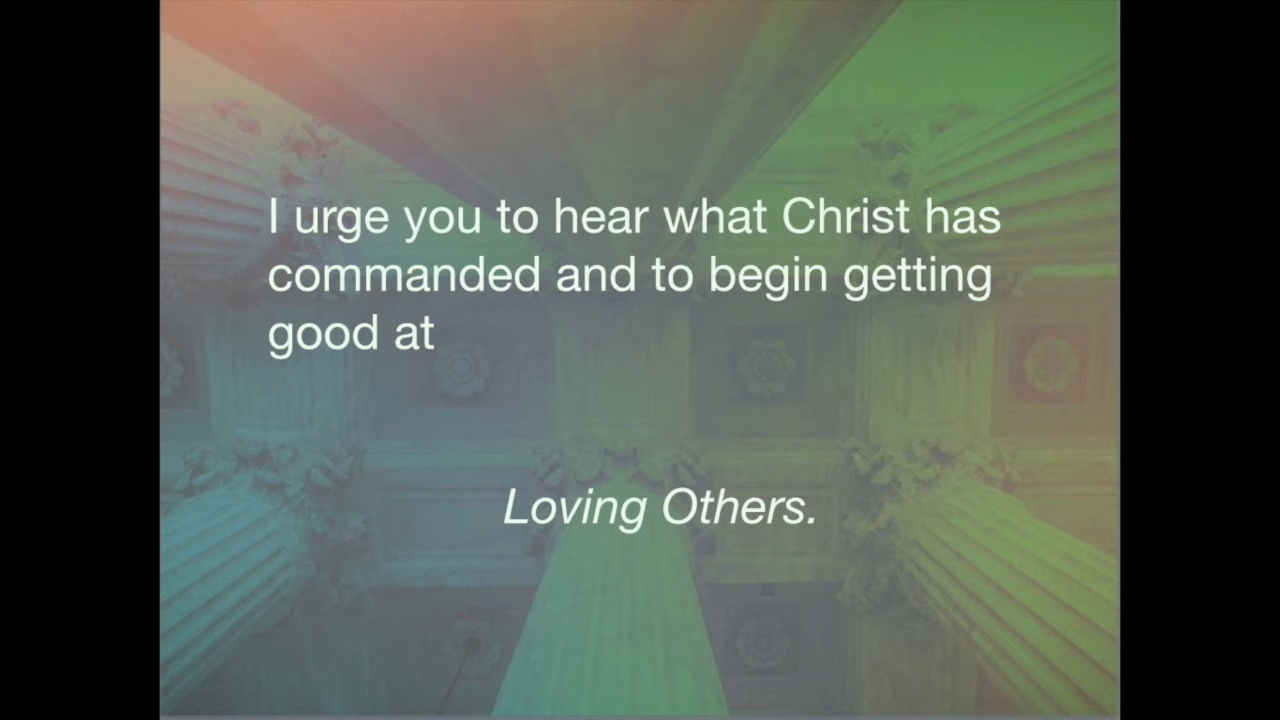 I urge you to hear what Christ has
commanded and to begin getting
good at
Loving Others.